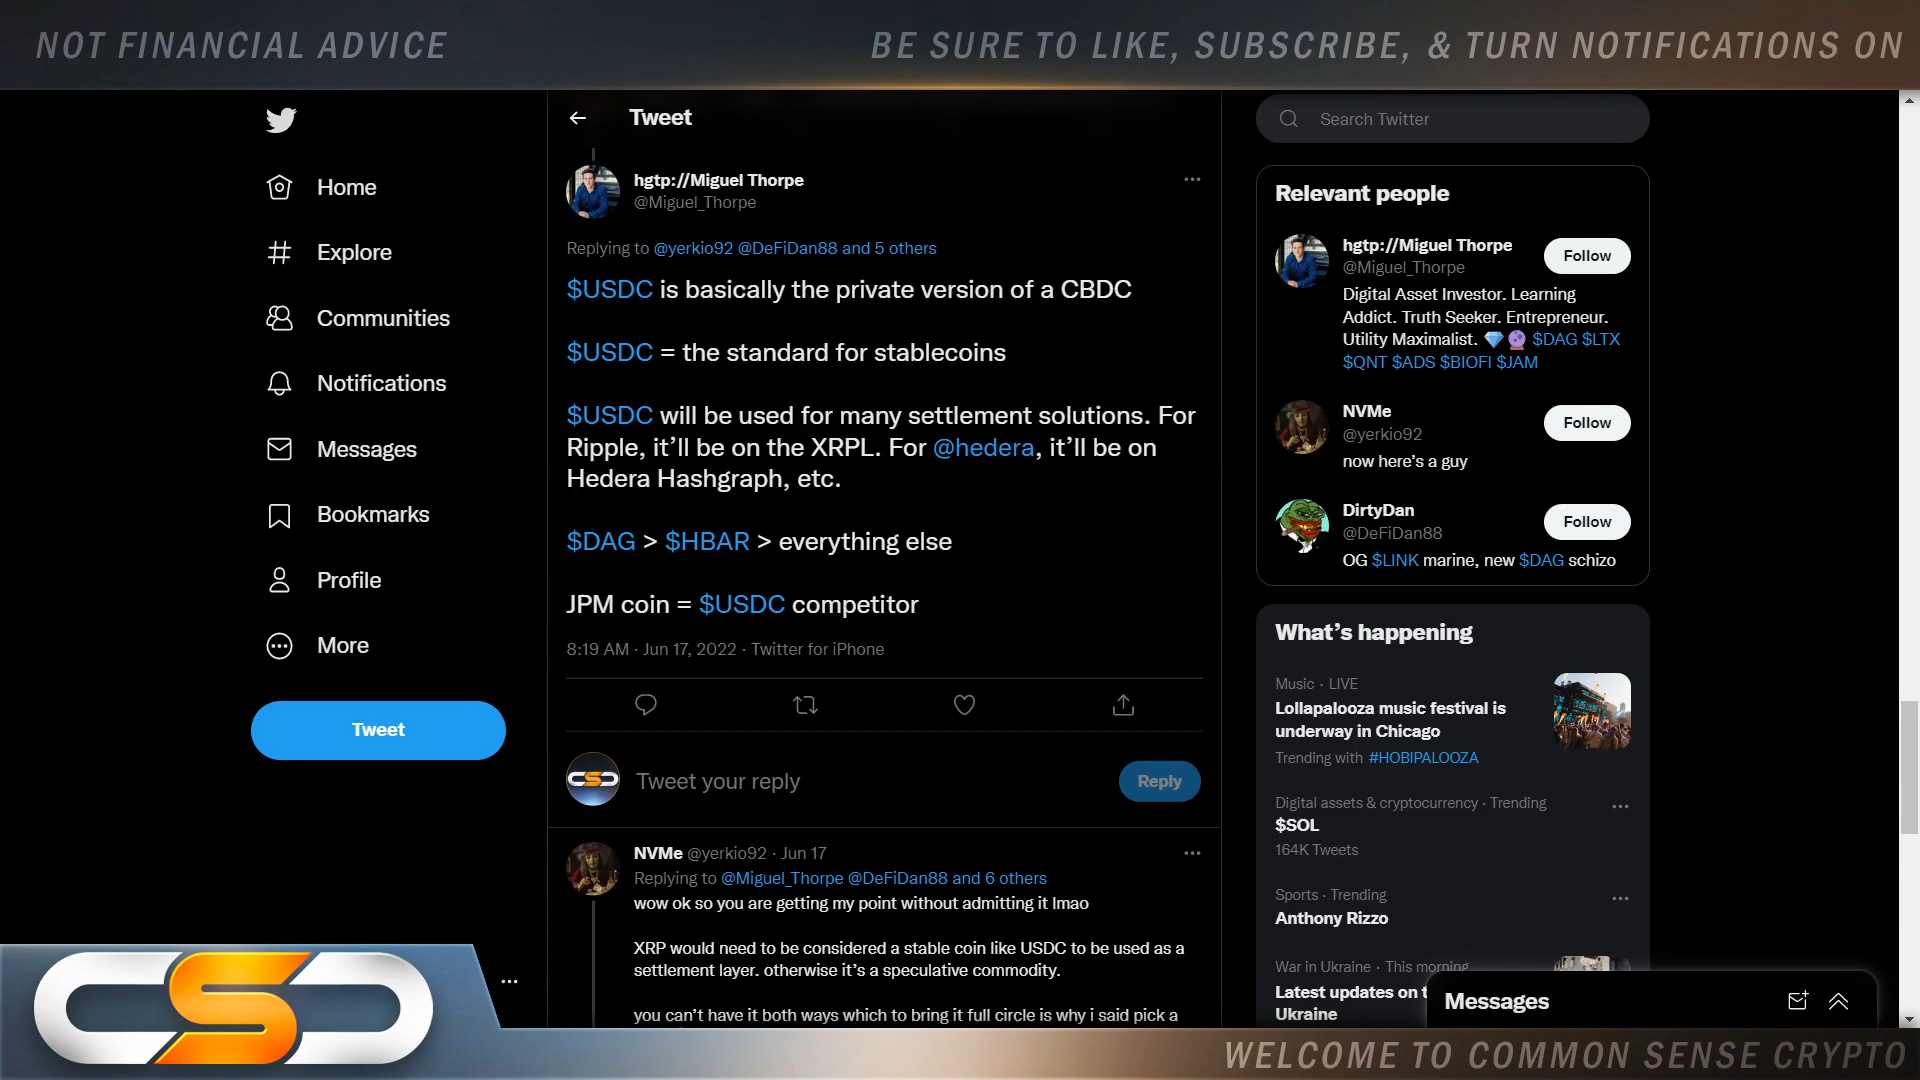 NOT FINANCIAL ADVICE
BE SURE TO LIKE, SUBSCRIBE, & TURN NOTIFICATIONS ON
Home
Explore
Communities
Notifications
Messages
Bookmarks
Profile
More
Tweet
Tweet
hgtp://Miguel Thorpe
@Miguel_Thorpe
Replying to @yerkio92 @DeFiDan88 and 5 others
$USDC is basically the private version of a CBDC
$USDC = the standard for stablecoins
$USDC will be used for many settlement solutions. For
Ripple, it’ll be on the XRPL. For @hedera, it’ll be on
Hedera Hashgraph, etc.
$DAG > $HBAR > everything else
JPM coin = $USDC competitor
8:19 AM · Jun 17, 2022 · Twitter for iPhone
Tweet your reply
Reply
NVMe @yerkio92 · Jun 17
Replying to @Miguel_Thorpe @DeFiDan88 and 6 others
wow ok so you are getting my point without admitting it lmao
XRP would need to be considered a stable coin like USDC to be used as a
settlement layer. otherwise it’s a speculative commodity.
you can’t have it both ways which to bring it full circle is why i said pick a
Search Twitter
Relevant people
hgtp://Miguel Thorpe
@Miguel_Thorpe
Follow
Digital Asset Investor. Learning
Addict. Truth Seeker. Entrepreneur.
Utility Maximalist. 💎🔮 $DAG $LTX
$QNT $ADS $BIOFI $JAM
NVMe
@yerkio92
Follow
now here’s a guy
DirtyDan
@DeFiDan88
Follow
OG $LINK marine, new $DAG schizo
What’s happening
Music · LIVE
Lollapalooza music festival is
underway in Chicago
Trending with #HOBIPALOOZA
Digital assets & cryptocurrency · Trending
$SOL
164K Tweets
Sports · Trending
Anthony Rizzo
War in Ukraine · This morning
Latest updates on t
Ukraine
Messages
CSC
WELCOME TO COMMON SENSE CRYPTO